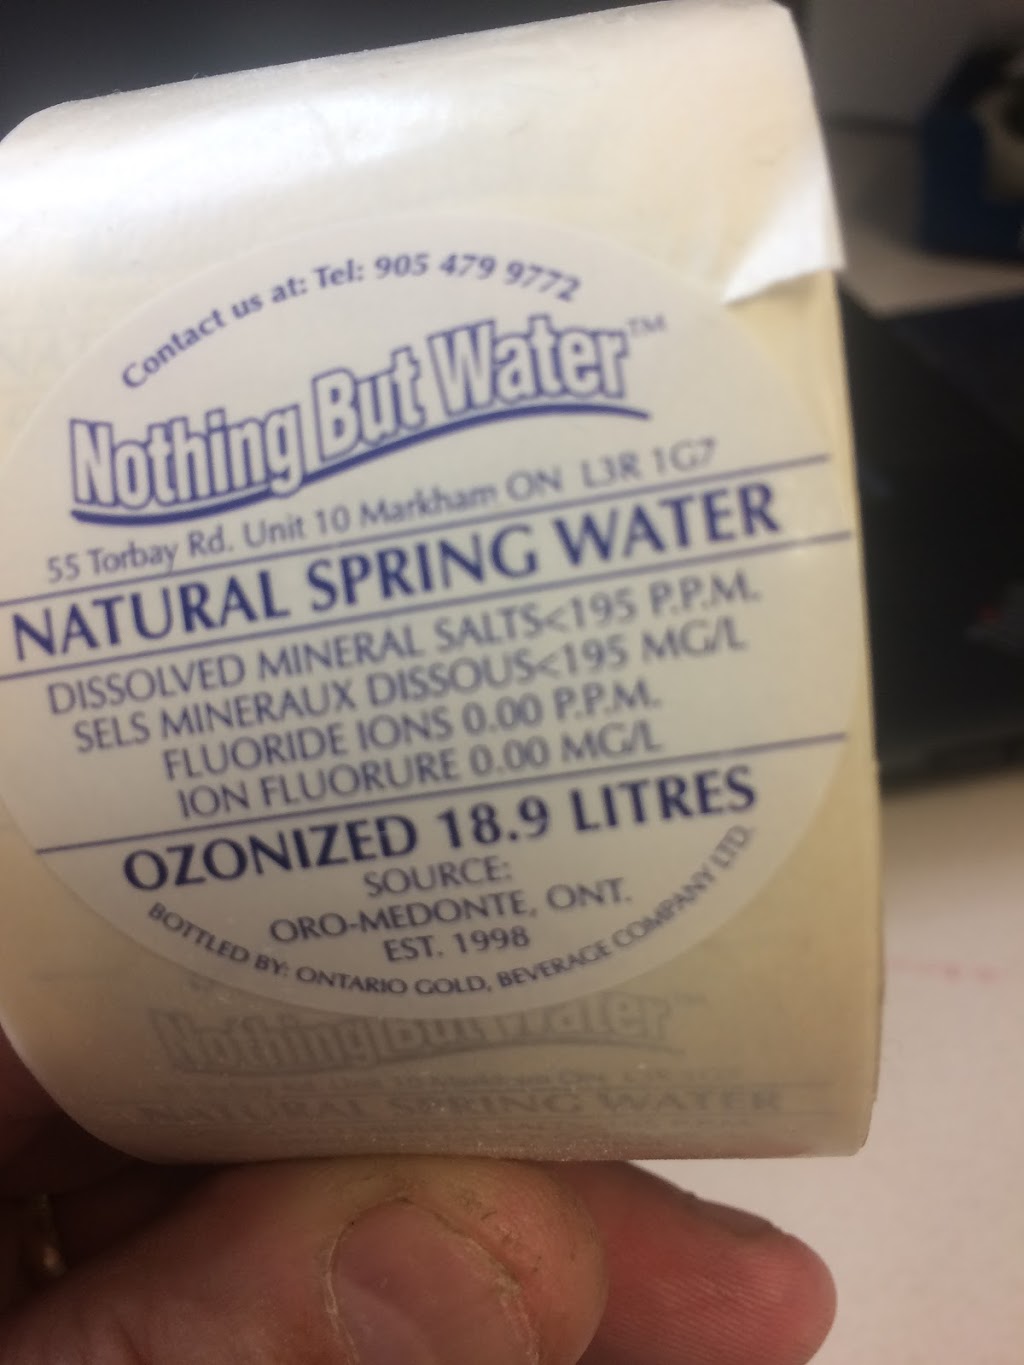 Contact us at: Tel: 905 479 9772
Nothing But Water™
55 Torbay Rd. Unit 10 Markham ON L3R 1G7
NATURAL SPRING WATER
DISSOLVED MINERAL SALTS<195 P.P.M.
SELS MINERAUX DISSOUS<195 MG/L
FLUORIDE IONS 0.00 P.P.M.
ION FLUORURE 0.00 MG/L
OZONIZED 18.9 LITRES
SOURCE:
ORO-MEDONTE, ONT.
EST. 1998
BOTTLED BY: ONTARIO GOLD, BEVERAGE COMPANY LTD.
Nothing But Water™
NATURAL SPRING WATER